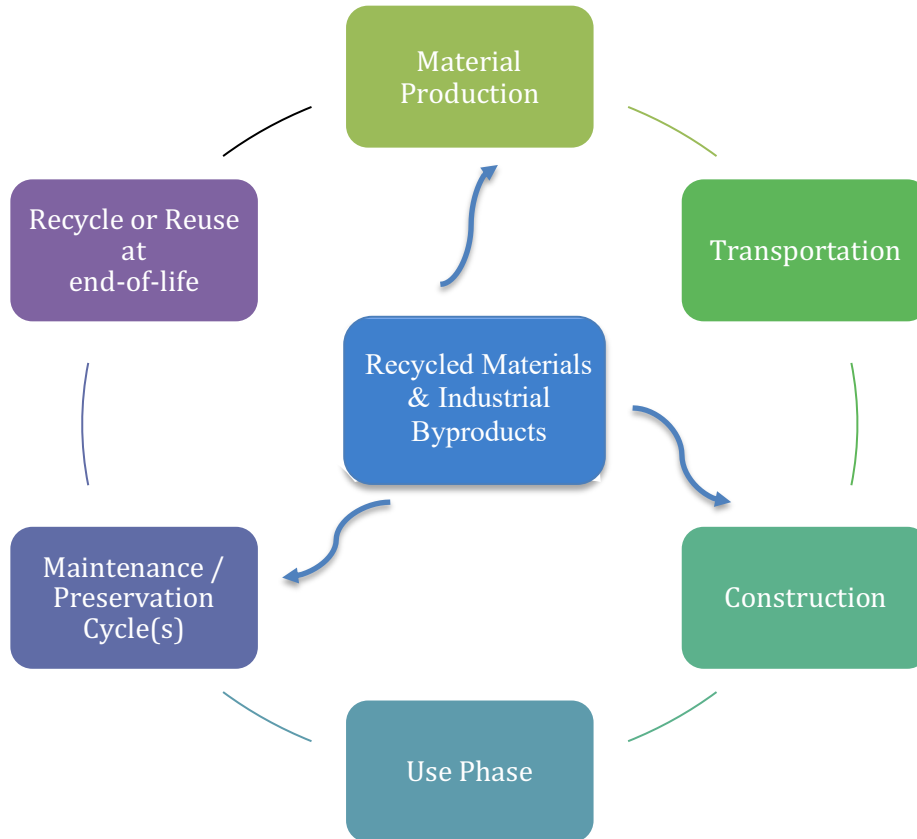 Material
Production
Recycle or Reuse
at
end-of-life
Transportation
Recycled Materials
& Industrial
Byproducts
Maintenance /
Preservation
Cycle(s)
Construction
Use Phase